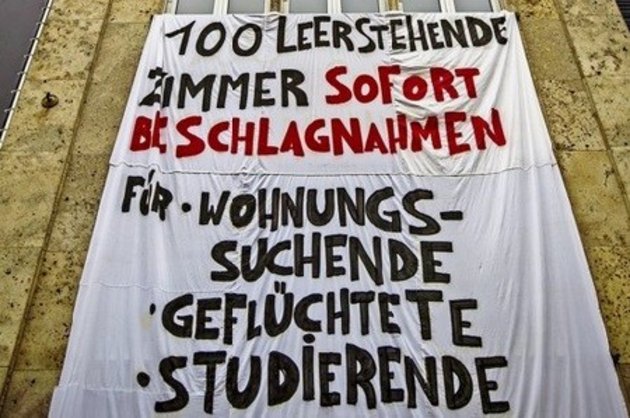 100 LEERSTEHENDE
ZIMMER SOFORT
BESCHLAGNAHMEN
FÜR • WOHNUNGS-
SUCHENDE
• GEFLÜCHTETE
• STUDIERENDE